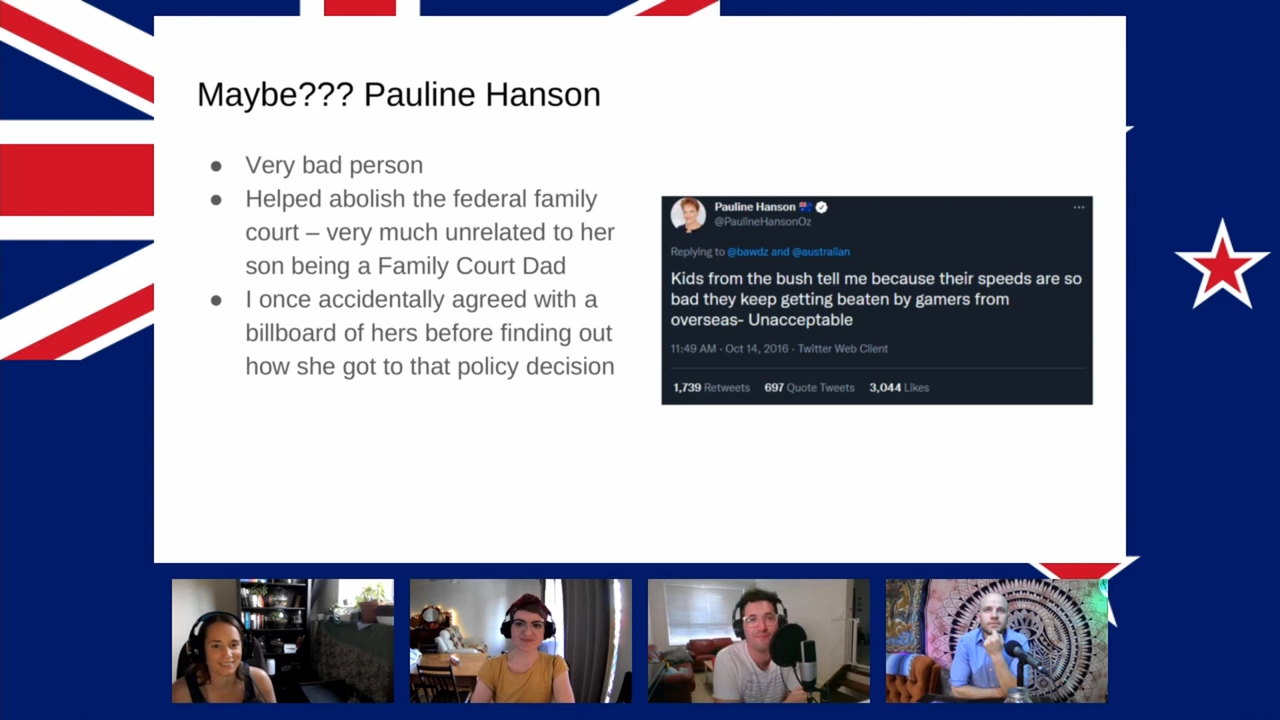 Maybe??? Pauline Hanson
● Very bad person
● Helped abolish the federal family
court – very much unrelated to her
son being a Family Court Dad
● I once accidentally agreed with a
billboard of hers before finding out
how she got to that policy decision
Pauline Hanson 🇦🇺
@PaulineHansonOz
Replying to @bawdz and @australian
Kids from the bush tell me because their speeds are so
bad they keep getting beaten by gamers from
overseas- Unacceptable
11:49 AM · Oct 14, 2016 · Twitter Web Client
1,739 Retweets 697 Quote Tweets 3,044 Likes